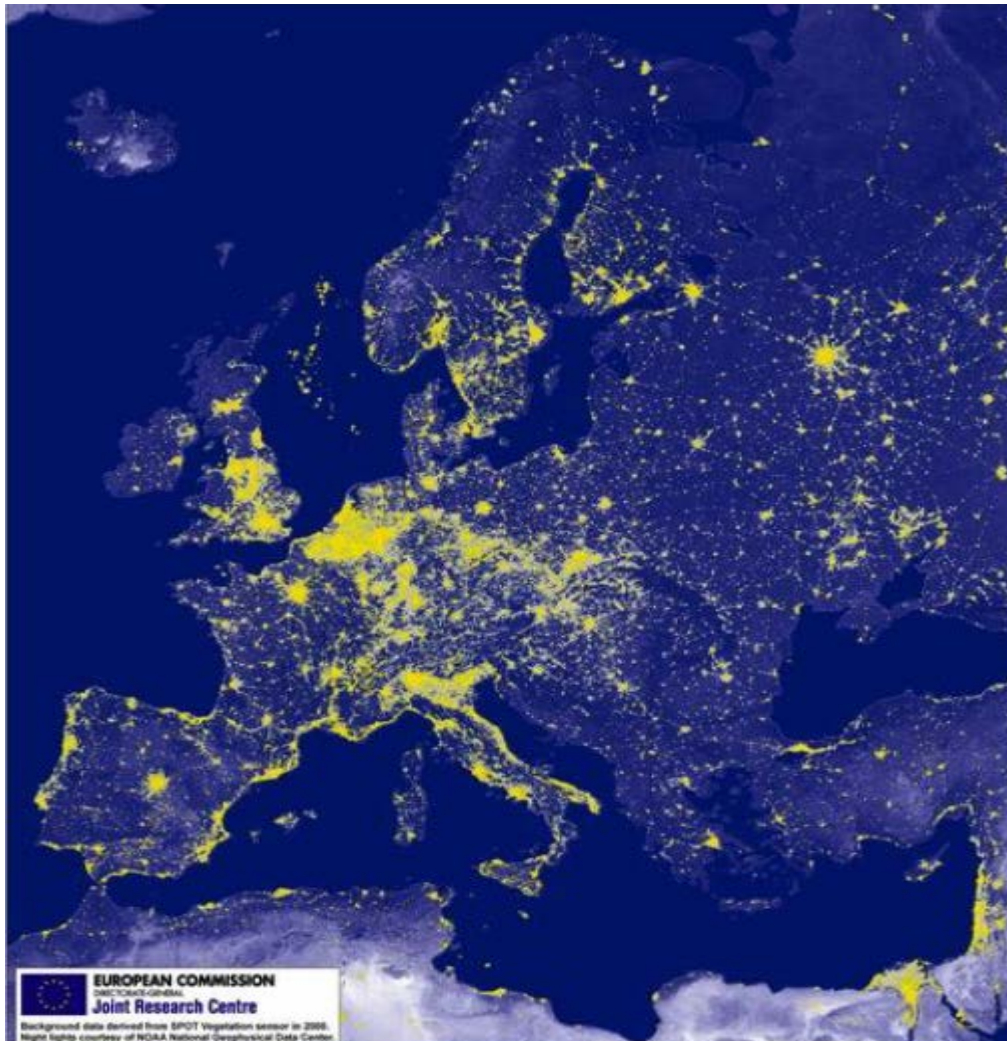 EUROPEAN COMMISSION
DIRECTORATE-GENERAL
Joint Research Centre
Background data derived from SPOT Vegetation sensor in 2000.
Night lights courtesy of NOAA National Geophysical Data Center.